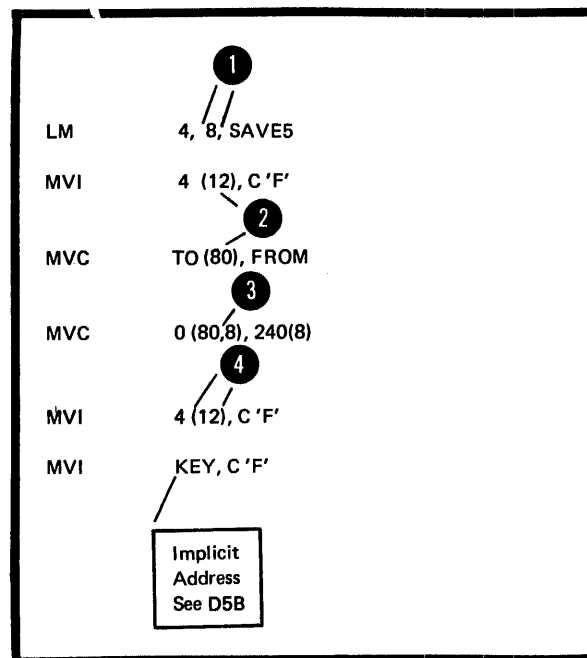 1
LM 4, 8, SAVE5
MVI 4 (12), C 'F'
2
MVC TO (80), FROM
3
MVC 0 (80,8), 240(8)
4
MVI 4 (12), C 'F'
MVI KEY, C 'F'
Implicit
Address
See D5B